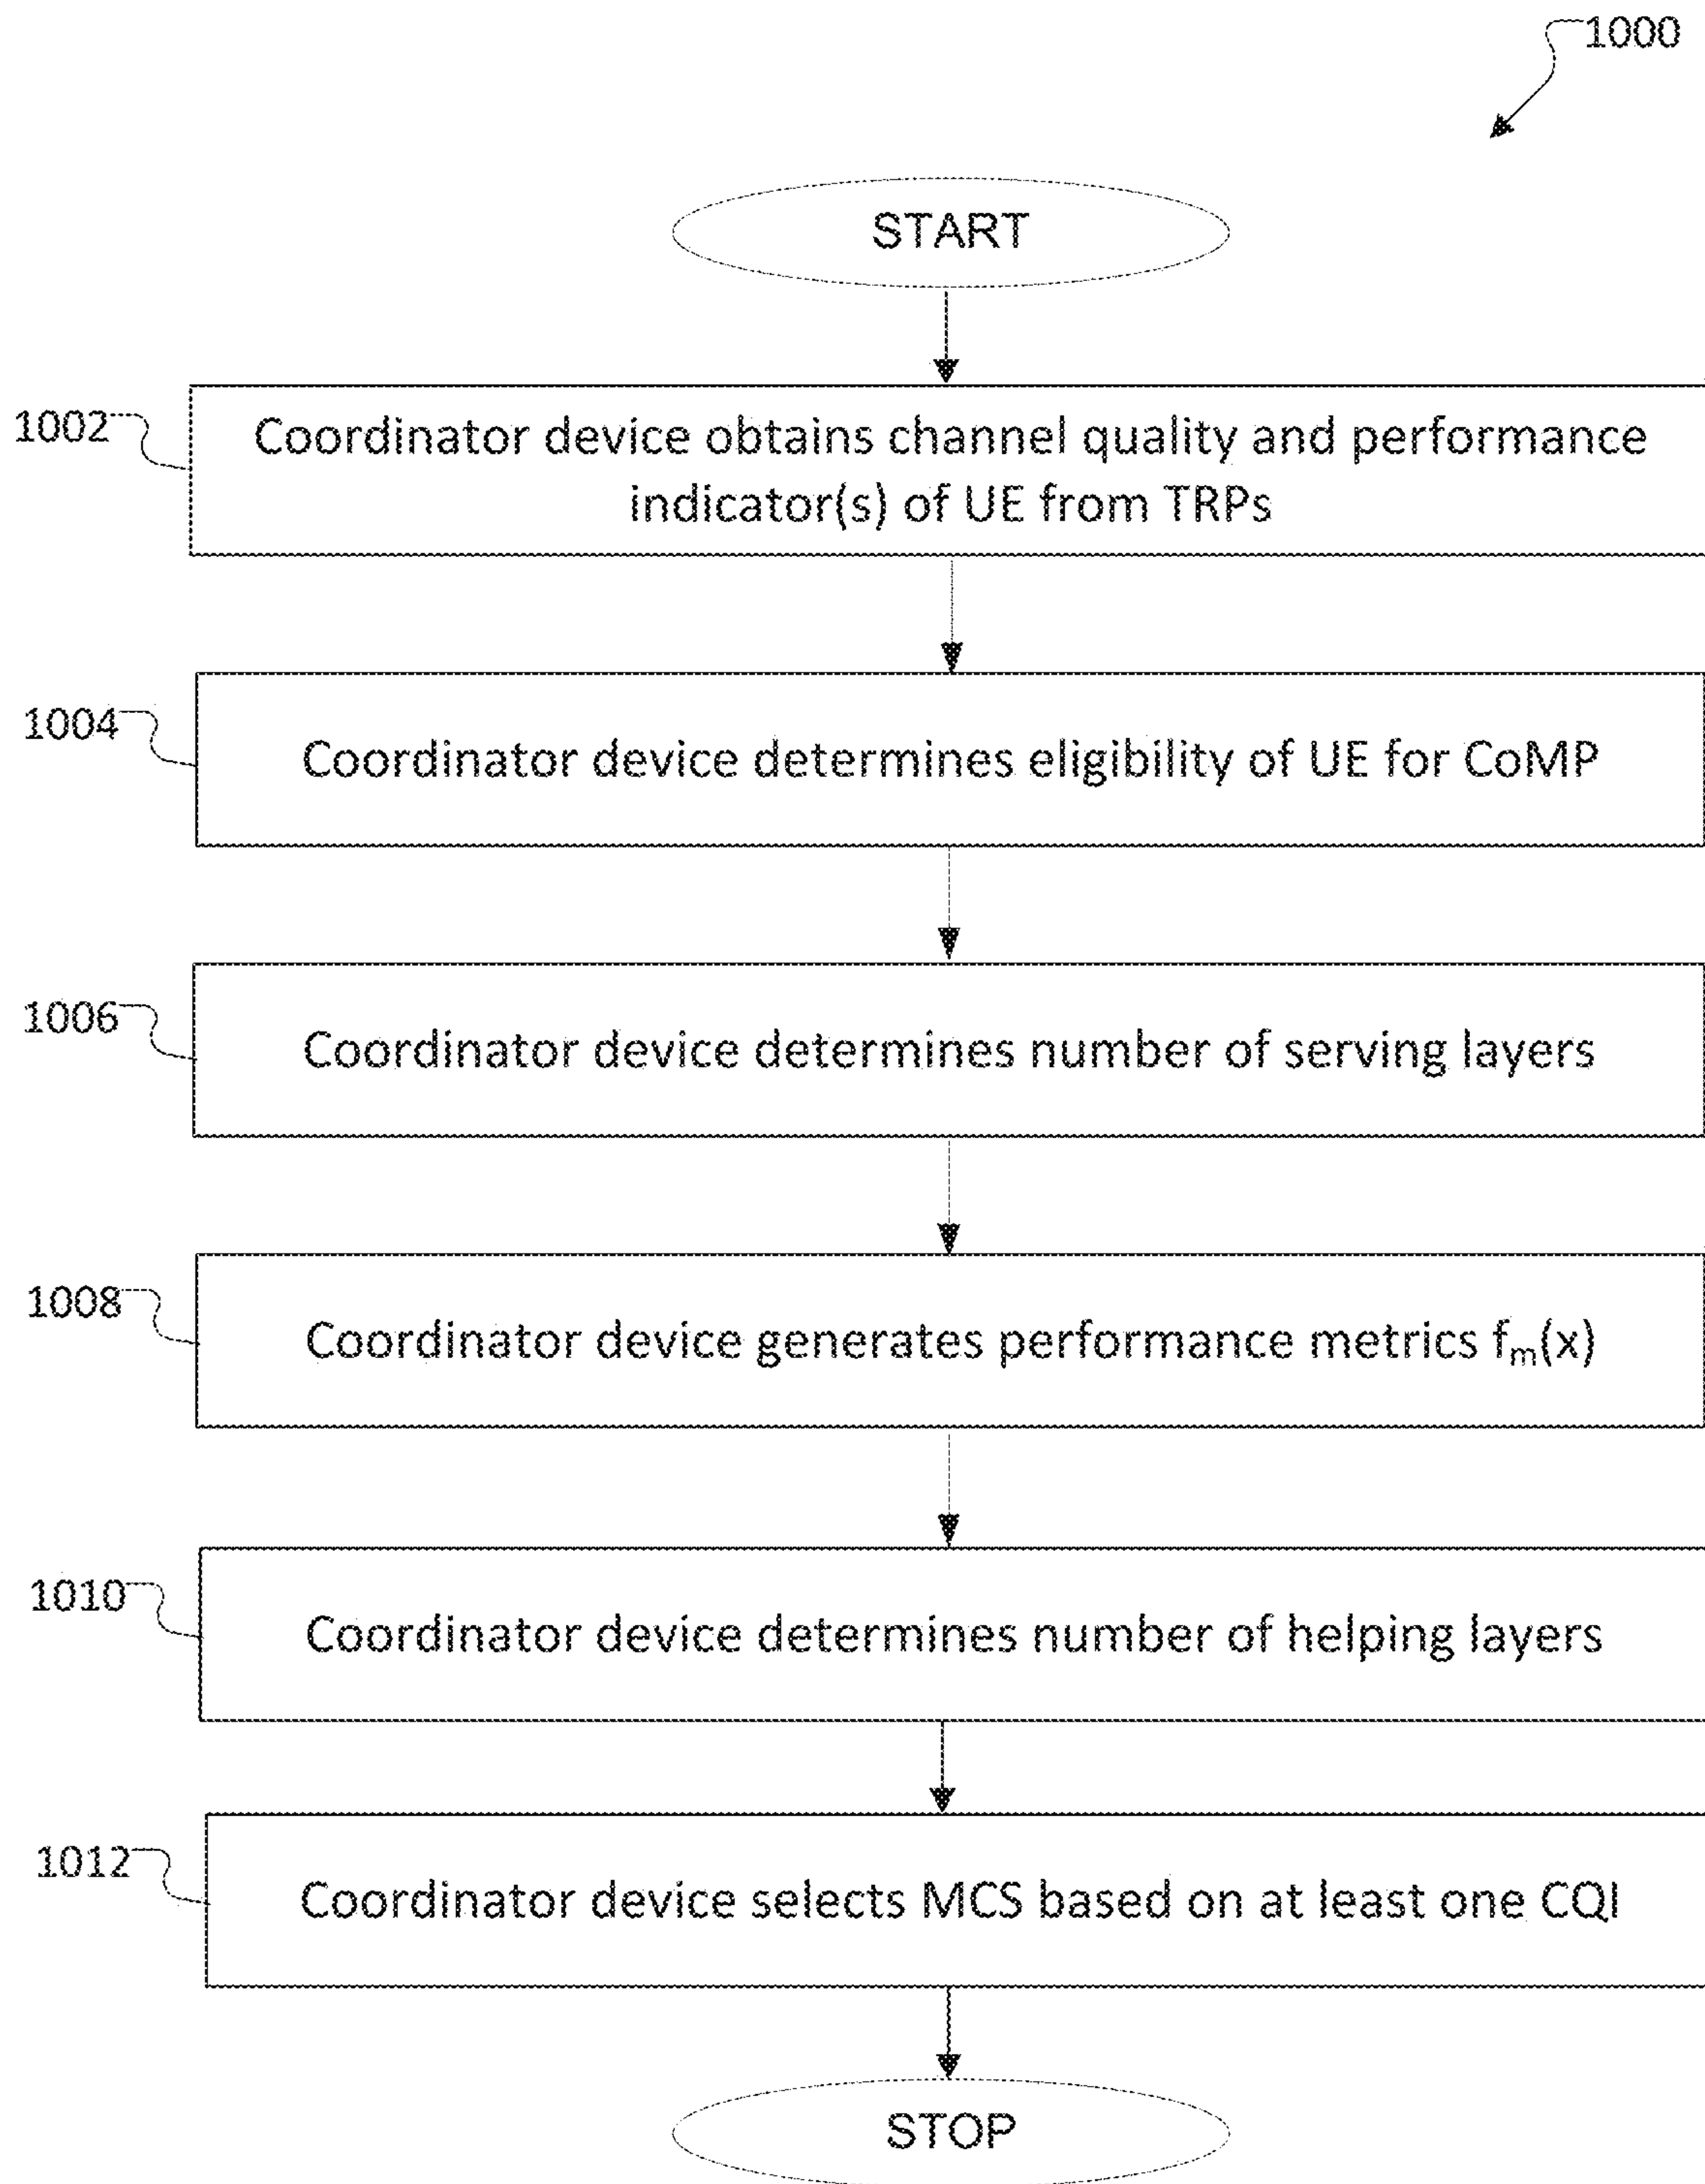 1000
START
1002
Coordinator device obtains channel quality and performance
indicator(s) of UE from TRPs
1004
Coordinator device determines eligibility of UE for CoMP
1006
Coordinator device determines number of serving layers
1008
Coordinator device generates performance metrics fm(x)
1010
Coordinator device determines number of helping layers
1012
Coordinator device selects MCS based on at least one CQI
STOP